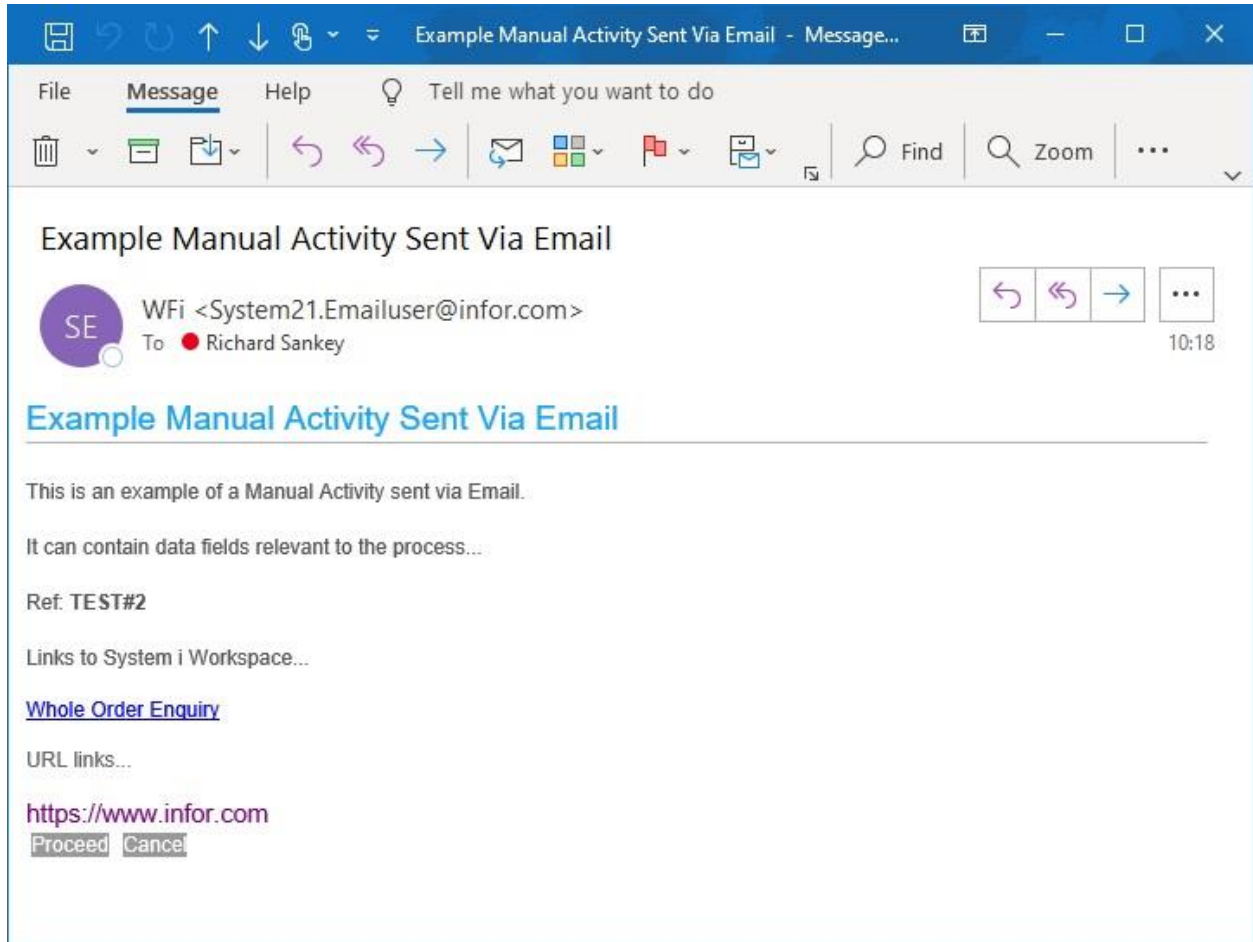 Example Manual Activity Sent Via Email - Message...
File Message Help Tell me what you want to do
Find Zoom
Example Manual Activity Sent Via Email
SE
WFi <System21.Emailuser@infor.com>
To Richard Sankey
10:18
Example Manual Activity Sent Via Email
This is an example of a Manual Activity sent via Email.
It can contain data fields relevant to the process...
Ref: TEST#2
Links to System i Workspace...
Whole Order Enquiry
URL links...
https://www.infor.com
Proceed Cancel